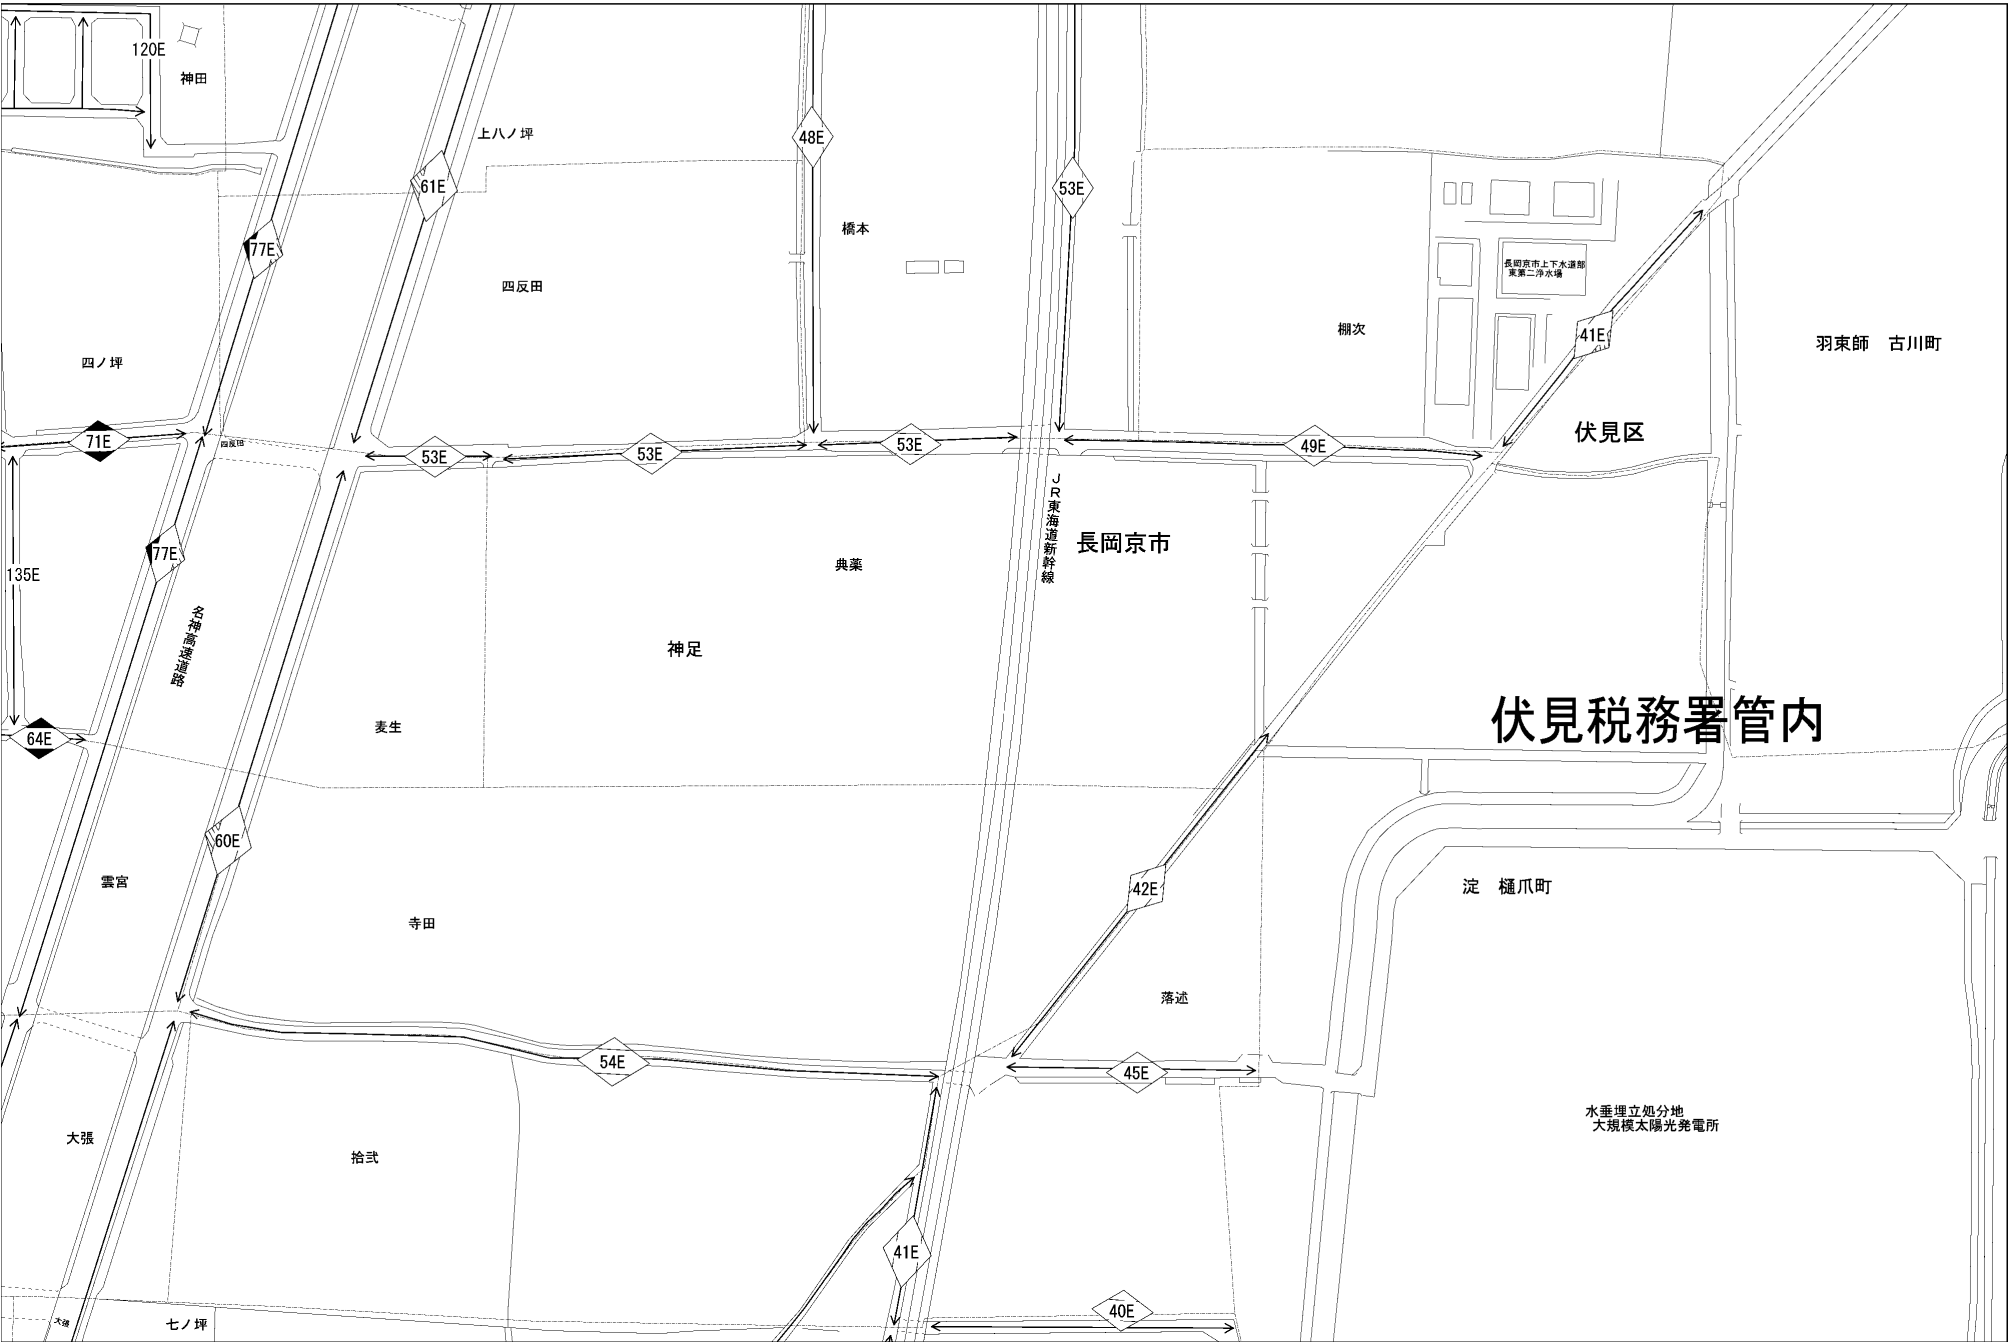 120E
神田
上八ノ坪
48E
61E
53E
橋本
77E
長岡京市上下水道部
東第二浄水場
四反田
棚次
41E
羽束師　古川町
四ノ坪
71E
四反田
53E
53E
53E
49E
伏見区
JR東海道新幹線
長岡京市
77E
典薬
135E
名神高速道路
神足
伏見税務署管内
麦生
64E
60E
雲宮
42E
淀　樋爪町
寺田
落述
54E
45E
水垂埋立処分地
大規模太陽光発電所
大張
拾弐
41E
40E
大張
七ノ坪